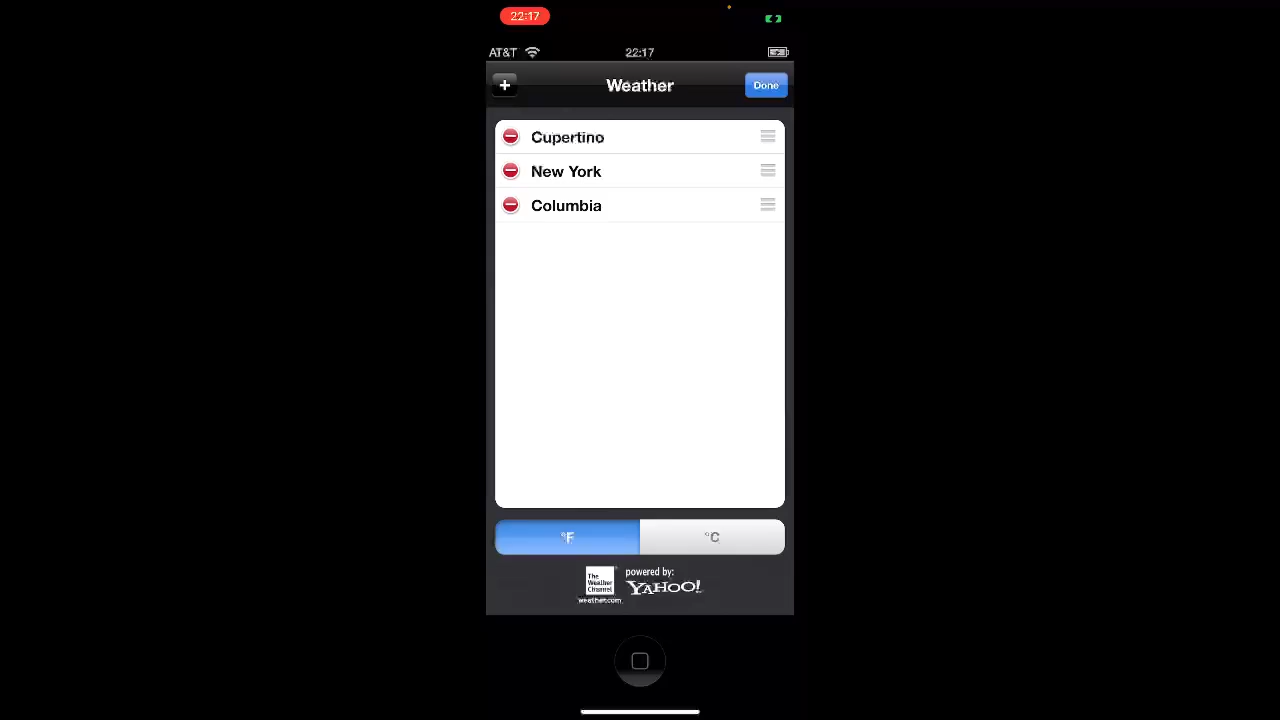 22:17
AT&T 22:17
+ Weather Done
Cupertino
New York
Columbia
°F °C
The Weather Channel
weather.com
powered by:
YAHOO!